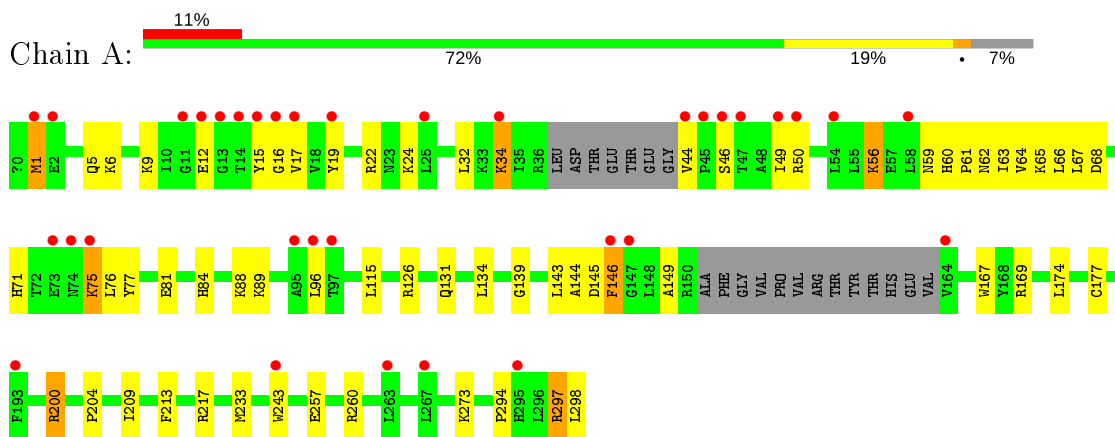 11%
Chain A:
72% 19% • 7%
?0 M1 E2 Q5 K6 K9 I10 G11 E12 G13 T14 Y15 G16 V17 V18 Y19 R22 N23 K24 L25 L32 K33 K34 I35 R36 LEU ASP THR GLU THR GLU GLY V44 P45 S46 T47 A48 I49 R50 L54 L55 K56 E57 L58 N59 H60 P61 N62 I63 V64 K65 L66 L67 D68
H71 T72 E73 N74 K75 L76 Y77 E81 H84 K88 K89 A95 L96 T97 L115 R126 Q131 L134 G139 L143 A144 D145 F146 G147 L148 A149 R150 ALA PHE GLY VAL PRO VAL ARG THR TYR THR HIS GLU VAL V164 W167 Y168 R169 L174 C177
F193 R200 P204 I209 F213 R217 M233 W243 E257 R260 L263 L267 K273 P294 H295 L296 R297 L298